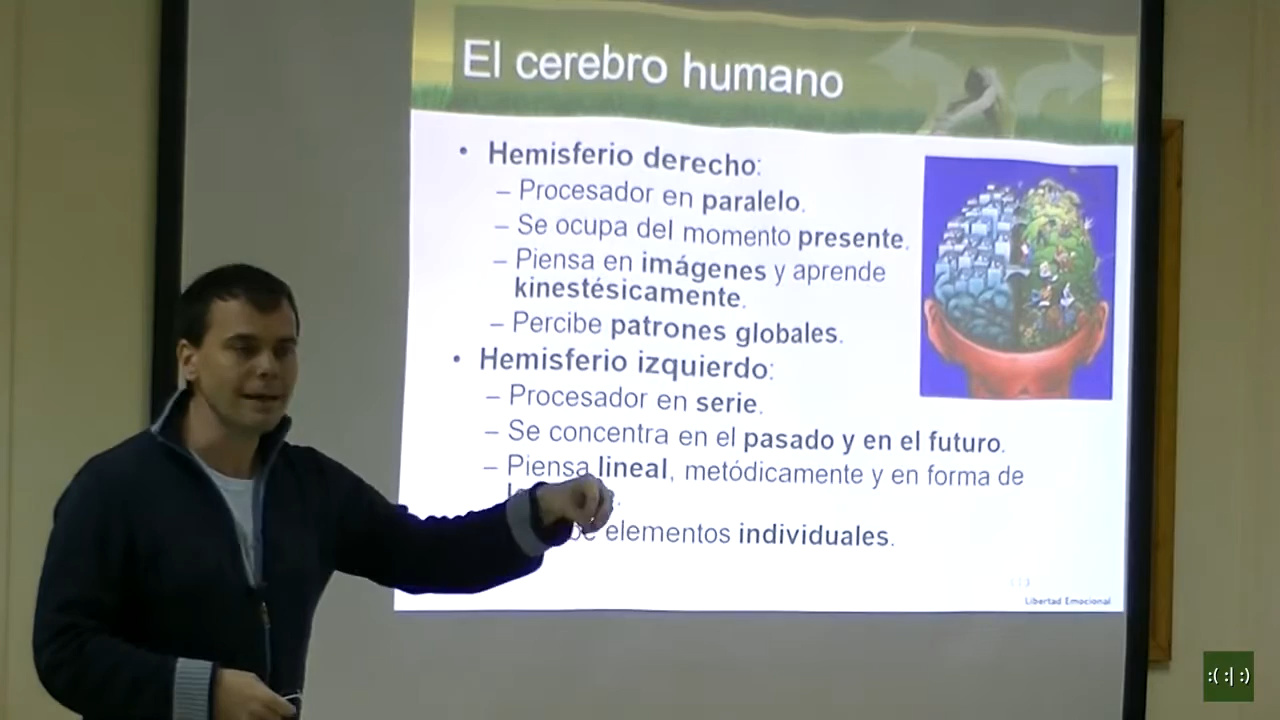 El cerebro humano
• Hemisferio derecho:
– Procesador en paralelo.
– Se ocupa del momento presente.
– Piensa en imágenes y aprende
kinestésicamente.
– Percibe patrones globales.
• Hemisferio izquierdo:
– Procesador en serie.
– Se concentra en el pasado y en el futuro.
– Piensa lineal, metódicamente y en forma de
elementos individuales.
Libertad Emocional
:( :| :)